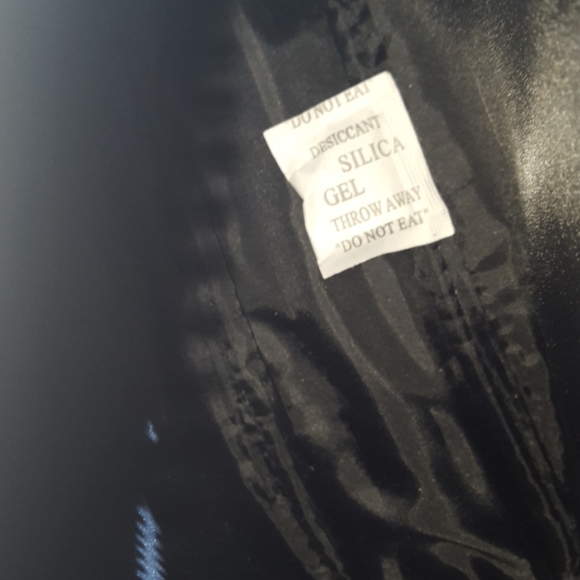 DO NOT EAT
DESICCANT
SILICA
GEL
THROW AWAY
"DO NOT EAT"